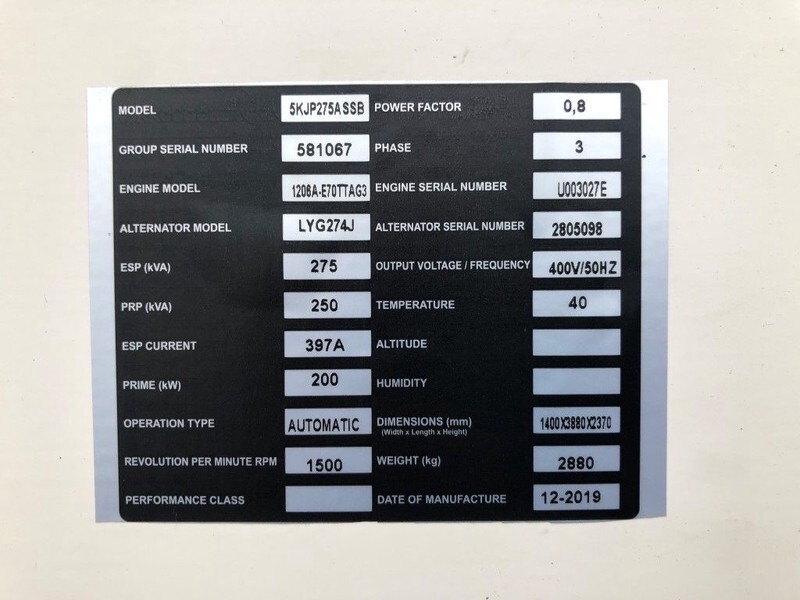 MODEL 5KJP275ASSB POWER FACTOR 0,8
GROUP SERIAL NUMBER 581067 PHASE 3
ENGINE MODEL 1206A-E70TTAG3 ENGINE SERIAL NUMBER U003027E
ALTERNATOR MODEL LYG274J ALTERNATOR SERIAL NUMBER 2805098
ESP (kVA) 275 OUTPUT VOLTAGE / FREQUENCY 400V/50HZ
PRP (kVA) 250 TEMPERATURE 40
ESP CURRENT 397A ALTITUDE
PRIME (kW) 200 HUMIDITY
OPERATION TYPE AUTOMATIC DIMENSIONS (mm) 1400X3880X2370
(Width x Length x Height)
REVOLUTION PER MINUTE RPM 1500 WEIGHT (kg) 2880
PERFORMANCE CLASS DATE OF MANUFACTURE 12-2019